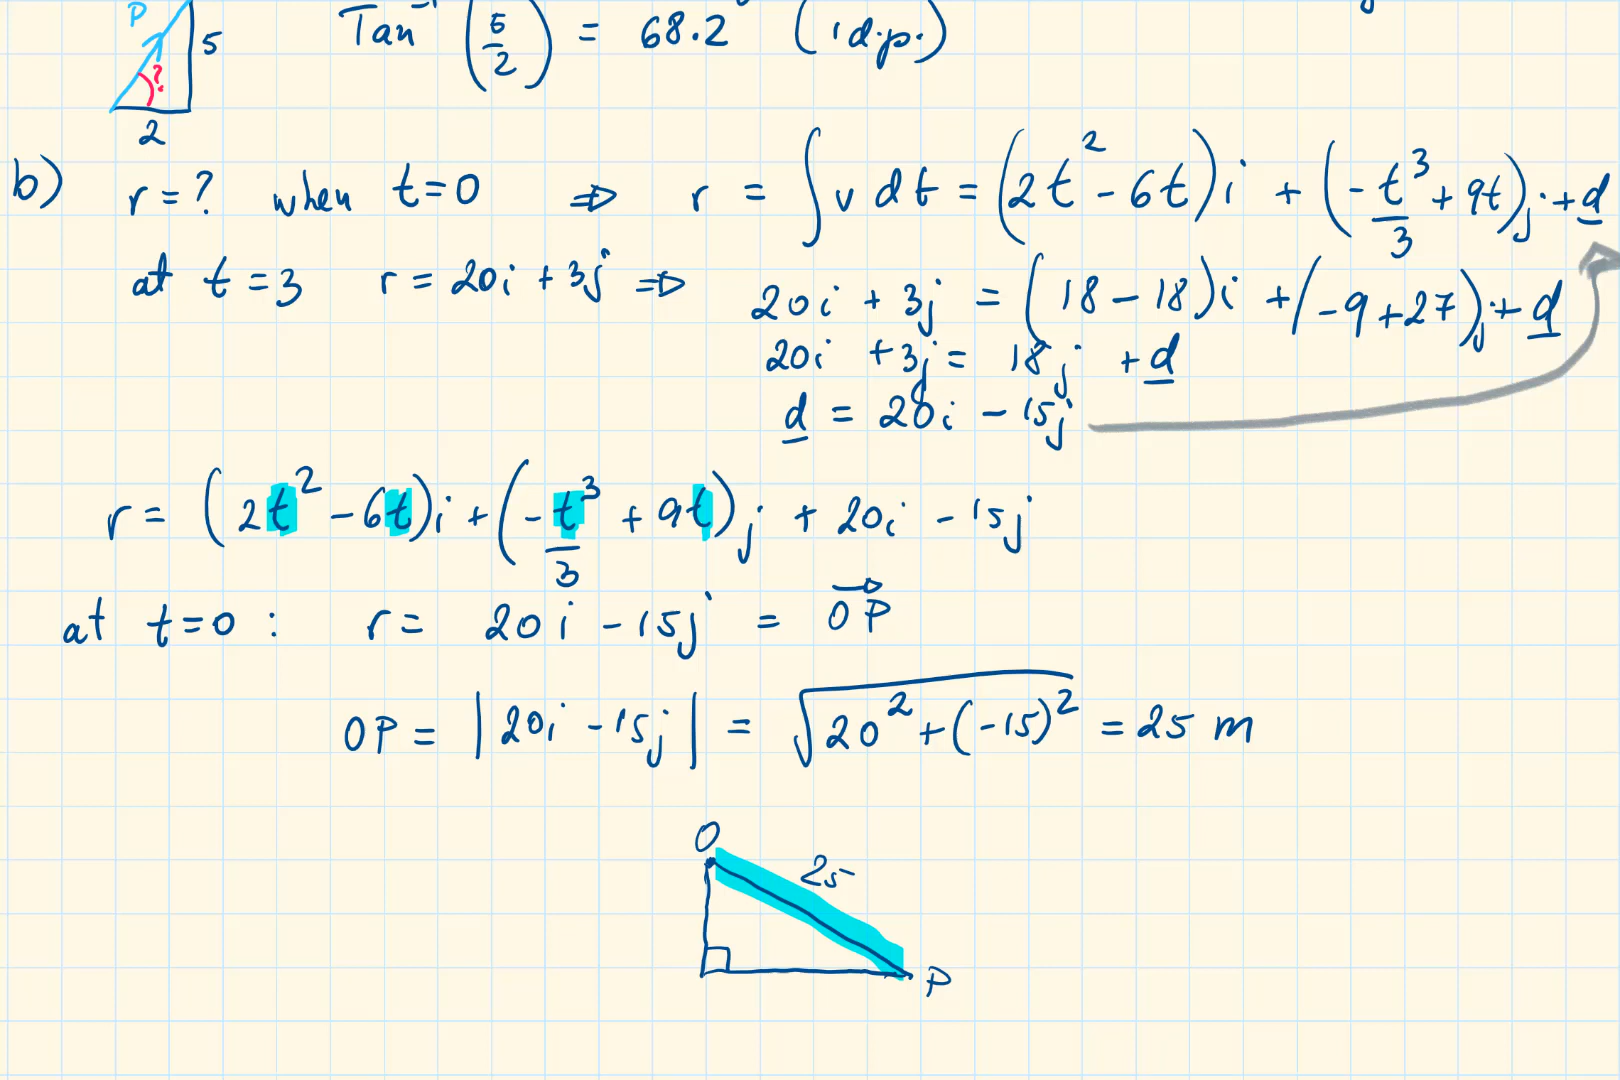 P 5 ? 2
Tan⁻¹ (5/2) = 68.2° (1 d.p.)
b) r = ? when t=0 ⇒ r = ∫ v dt = (2t² - 6t)i + (-t³/3 + 9t)j + d
at t = 3 r = 20i + 3j ⇒ 20i + 3j = (18 - 18)i + (-9 + 27)j + d
20i + 3j = 18j + d
d = 20i - 15j
r = (2t² - 6t)i + (-t³/3 + 9t)j + 20i - 15j
at t=0 : r = 20i - 15j = OP
OP = |20i - 15j| = √20² + (-15)² = 25 m
O
25
P